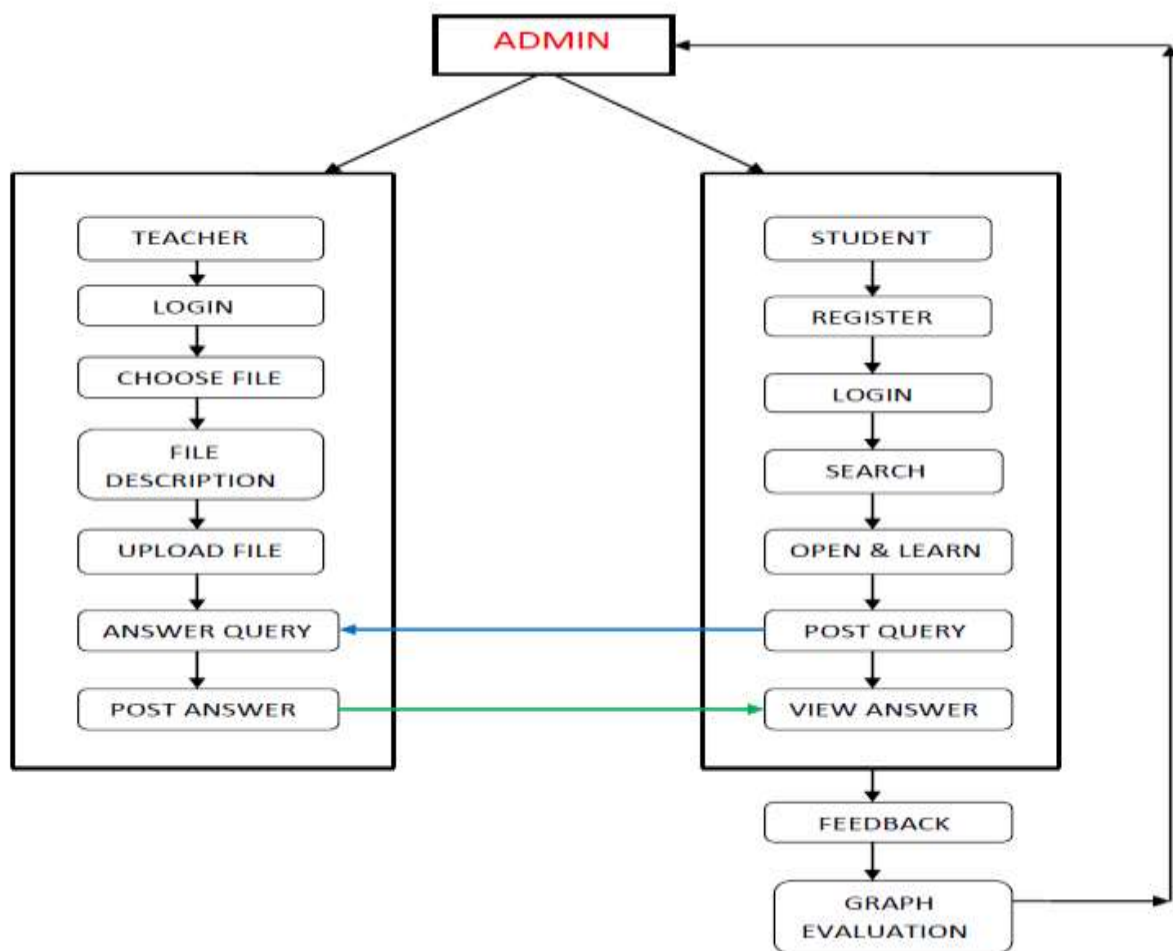 ADMIN
TEACHER
LOGIN
CHOOSE FILE
FILE
DESCRIPTION
UPLOAD FILE
ANSWER QUERY
POST ANSWER
STUDENT
REGISTER
LOGIN
SEARCH
OPEN & LEARN
POST QUERY
VIEW ANSWER
FEEDBACK
GRAPH
EVALUATION